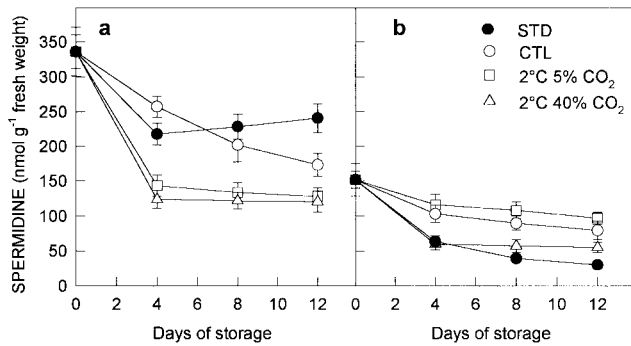 a
b
STD
CTL
2°C 5% CO₂
2°C 40% CO₂
SPERMIDINE (nmol g⁻¹ fresh weight)
350
300
250
200
150
100
50
0
0 2 4 6 8 10 12
0 2 4 6 8 10 12
Days of storage
Days of storage